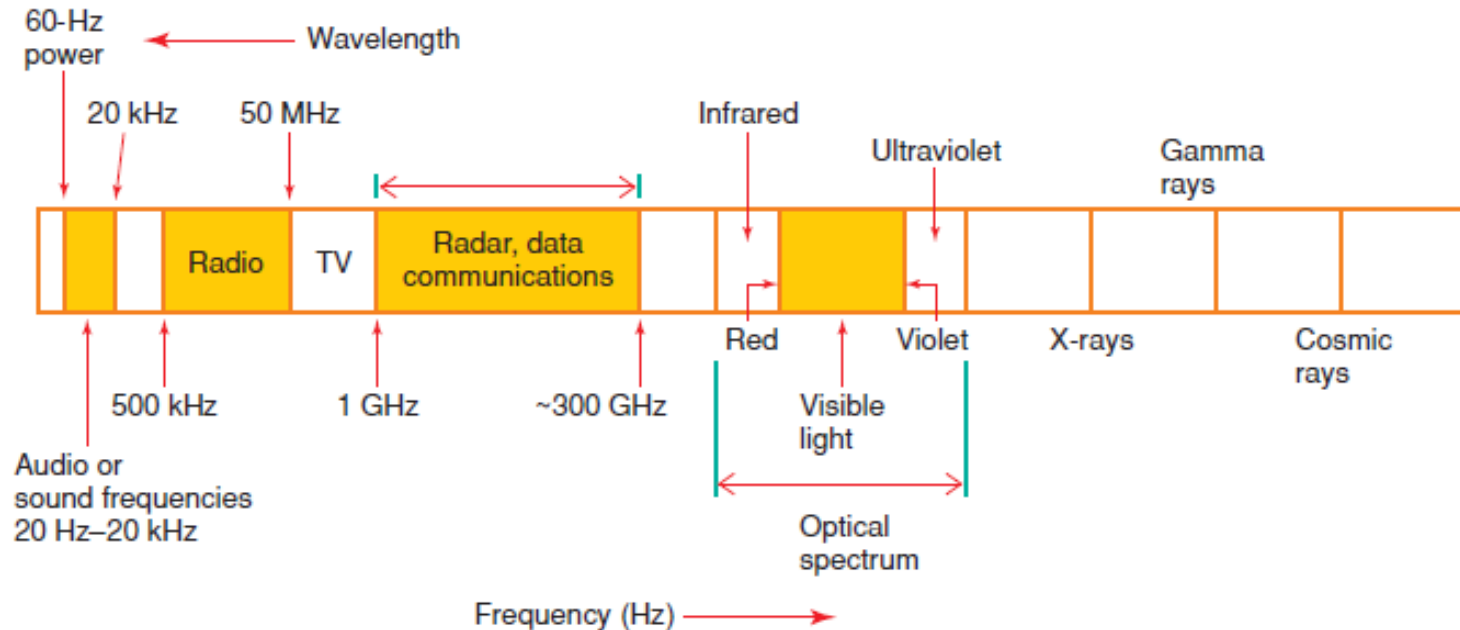 60-Hz
power
Wavelength
20 kHz
50 MHz
Infrared
Ultraviolet
Gamma
rays
Radio
TV
Radar, data
communications
Red
Violet
X-rays
Cosmic
rays
500 kHz
1 GHz
~300 GHz
Visible
light
Audio or
sound frequencies
20 Hz–20 kHz
Optical
spectrum
Frequency (Hz)